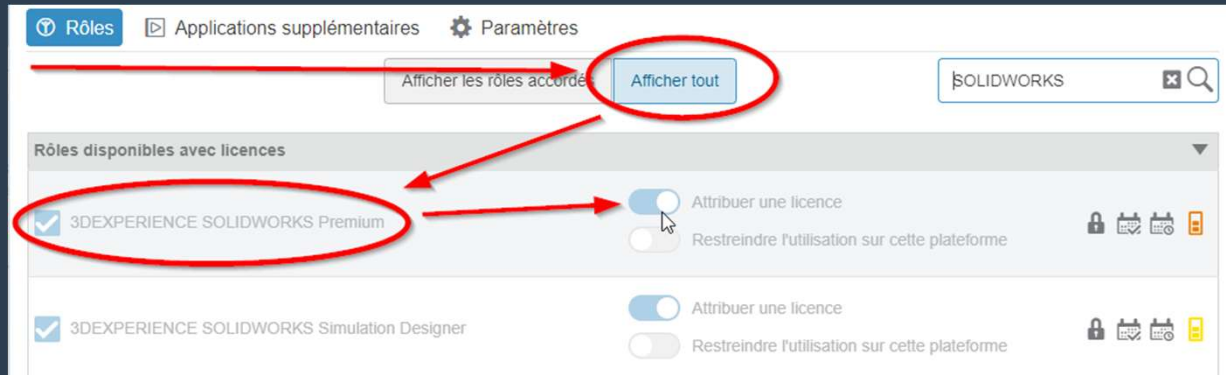 Rôles Applications supplémentaires Paramètres
Afficher les rôles accordés Afficher tout SOLIDWORKS
Rôles disponibles avec licences
3DEXPERIENCE SOLIDWORKS Premium
Attribuer une licence
Restreindre l'utilisation sur cette plateforme
3DEXPERIENCE SOLIDWORKS Simulation Designer
Attribuer une licence
Restreindre l'utilisation sur cette plateforme